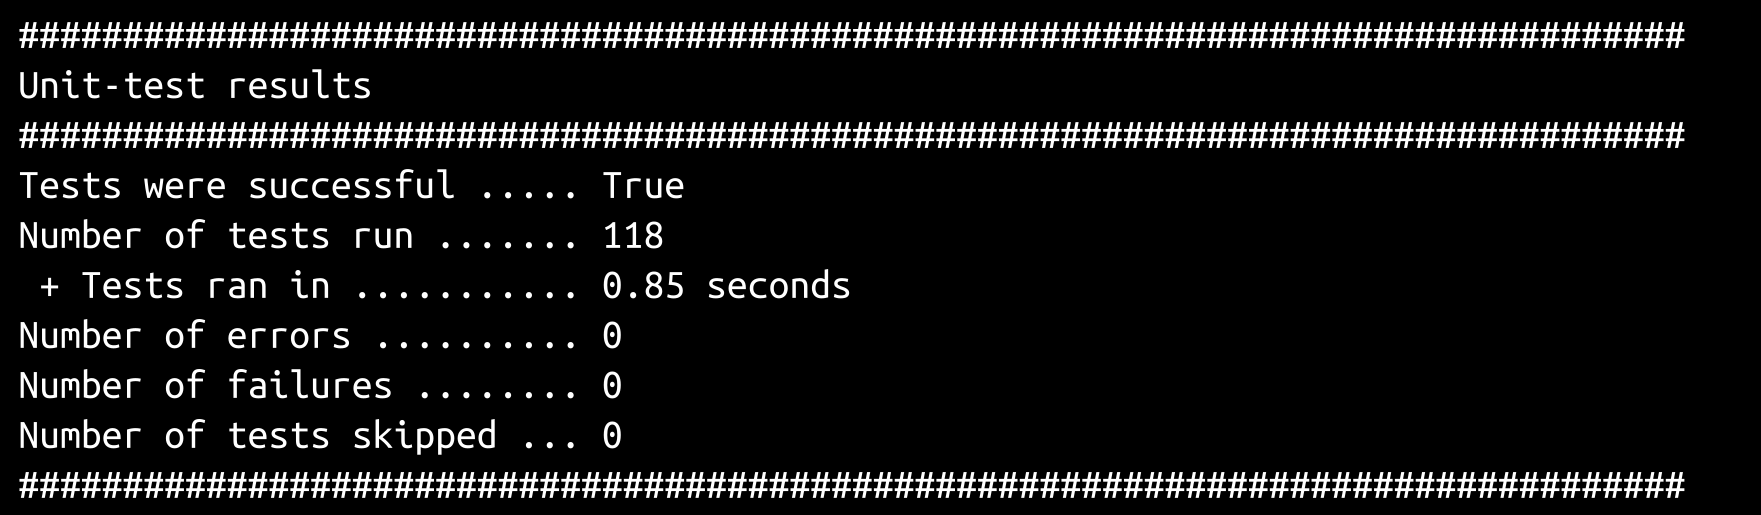 ################################################################################
Unit-test results
################################################################################
Tests were successful ..... True
Number of tests run ....... 118
 + Tests ran in ........... 0.85 seconds
Number of errors .......... 0
Number of failures ........ 0
Number of tests skipped ... 0
################################################################################